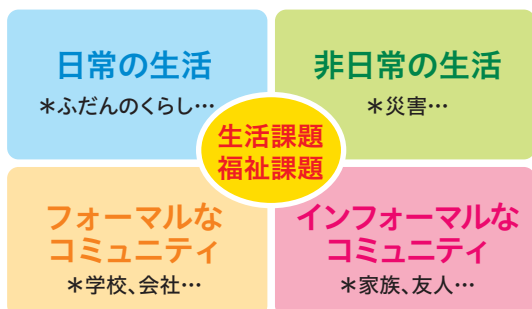 日常の生活
＊ふだんのくらし…
非日常の生活
＊災害…
生活課題
福祉課題
フォーマルな
コミュニティ
＊学校、会社…
インフォーマルな
コミュニティ
＊家族、友人…